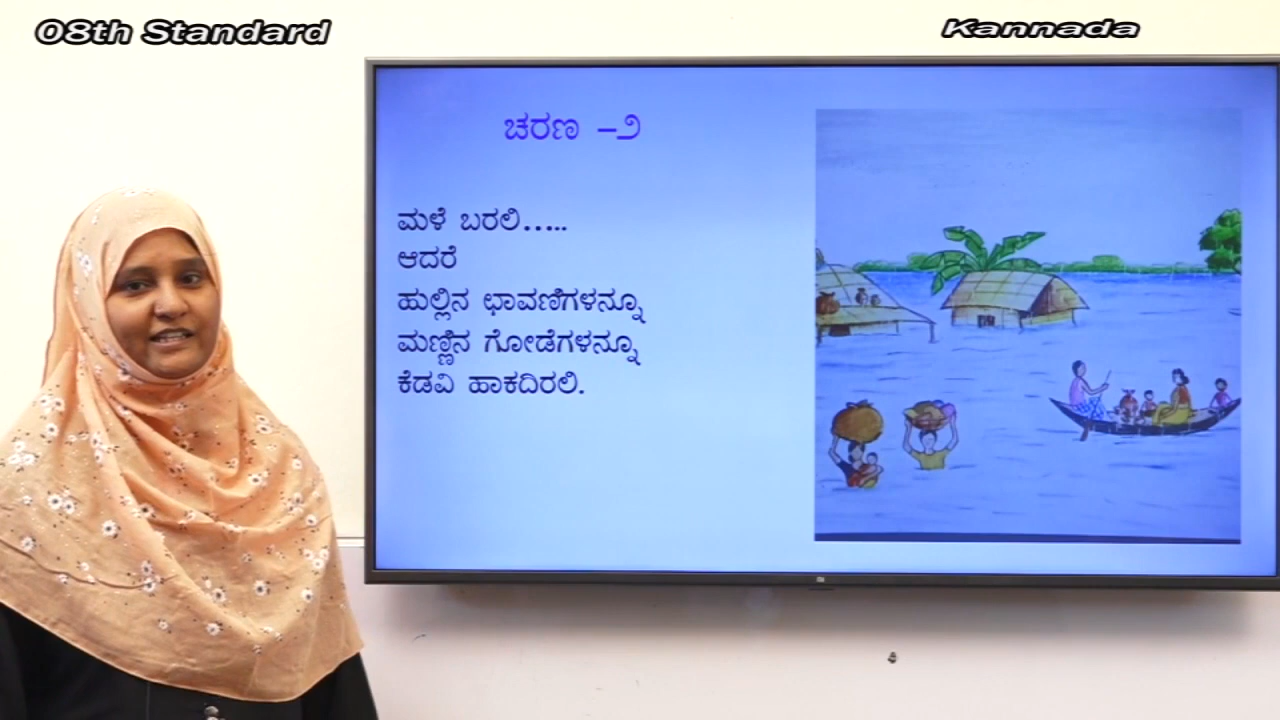 08th Standard
Kannada
ಚರಣ –೨
ಮಳೆ ಬರಲಿ.....
ಆದರೆ
ಹುಲ್ಲಿನ ಛಾವಣಿಗಳನ್ನೂ
ಮಣ್ಣಿನ ಗೋಡೆಗಳನ್ನೂ
ಕೆಡವಿ ಹಾಕದಿರಲಿ.